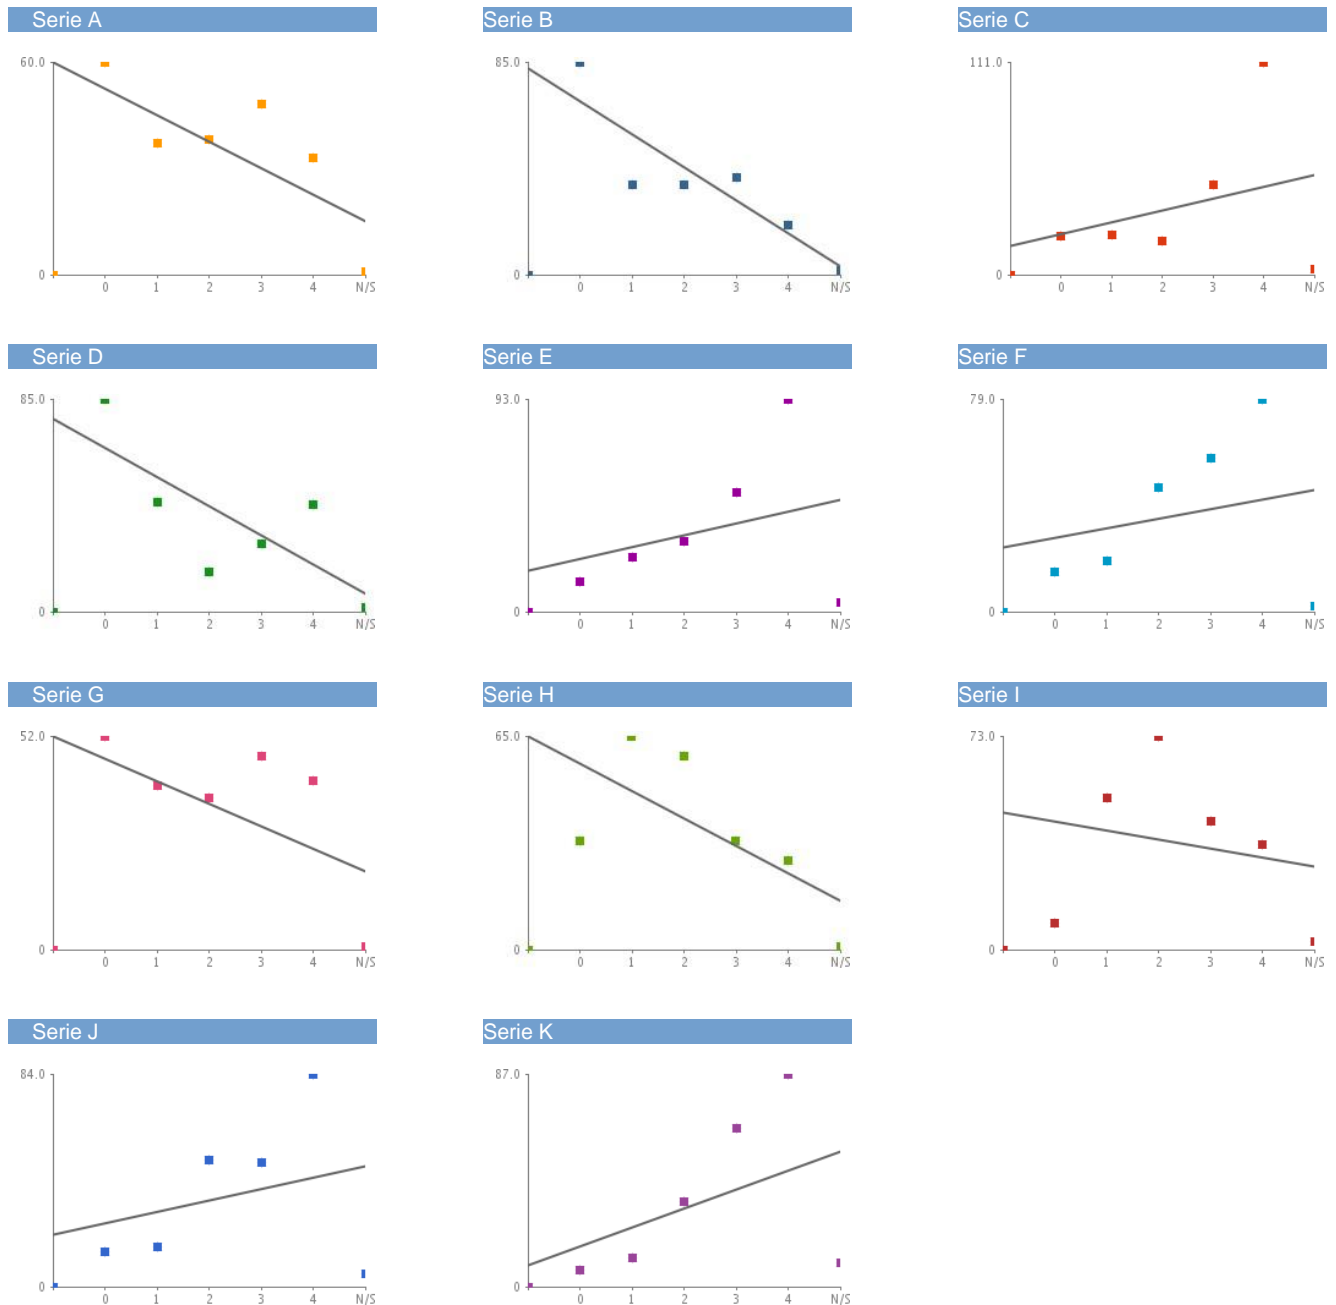 Serie A
Serie B
Serie C
60.0
0
0 1 2 3 4 N/S
85.0
0
0 1 2 3 4 N/S
111.0
0
0 1 2 3 4 N/S
Serie D
Serie E
Serie F
85.0
0
0 1 2 3 4 N/S
93.0
0
0 1 2 3 4 N/S
79.0
0
0 1 2 3 4 N/S
Serie G
Serie H
Serie I
52.0
0
0 1 2 3 4 N/S
65.0
0
0 1 2 3 4 N/S
73.0
0
0 1 2 3 4 N/S
Serie J
Serie K
84.0
0
0 1 2 3 4 N/S
87.0
0
0 1 2 3 4 N/S